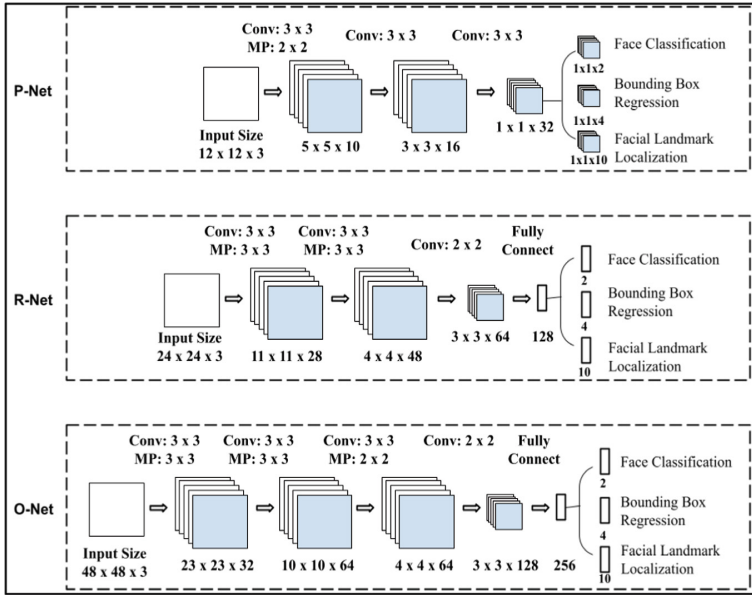 P-Net
Conv: 3 x 3
MP: 2 x 2
Conv: 3 x 3
Conv: 3 x 3
Input Size
12 x 12 x 3
5 x 5 x 10
3 x 3 x 16
1 x 1 x 32
1x1x2
Face Classification
1x1x4
Bounding Box
Regression
1x1x10
Facial Landmark
Localization
R-Net
Conv: 3 x 3
MP: 3 x 3
Conv: 3 x 3
MP: 3 x 3
Conv: 2 x 2
Fully
Connect
Input Size
24 x 24 x 3
11 x 11 x 28
4 x 4 x 48
3 x 3 x 64
128
2
Face Classification
4
Bounding Box
Regression
10
Facial Landmark
Localization
O-Net
Conv: 3 x 3
MP: 3 x 3
Conv: 3 x 3
MP: 3 x 3
Conv: 3 x 3
MP: 2 x 2
Conv: 2 x 2
Fully
Connect
Input Size
48 x 48 x 3
23 x 23 x 32
10 x 10 x 64
4 x 4 x 64
3 x 3 x 128
256
2
Face Classification
4
Bounding Box
Regression
10
Facial Landmark
Localization